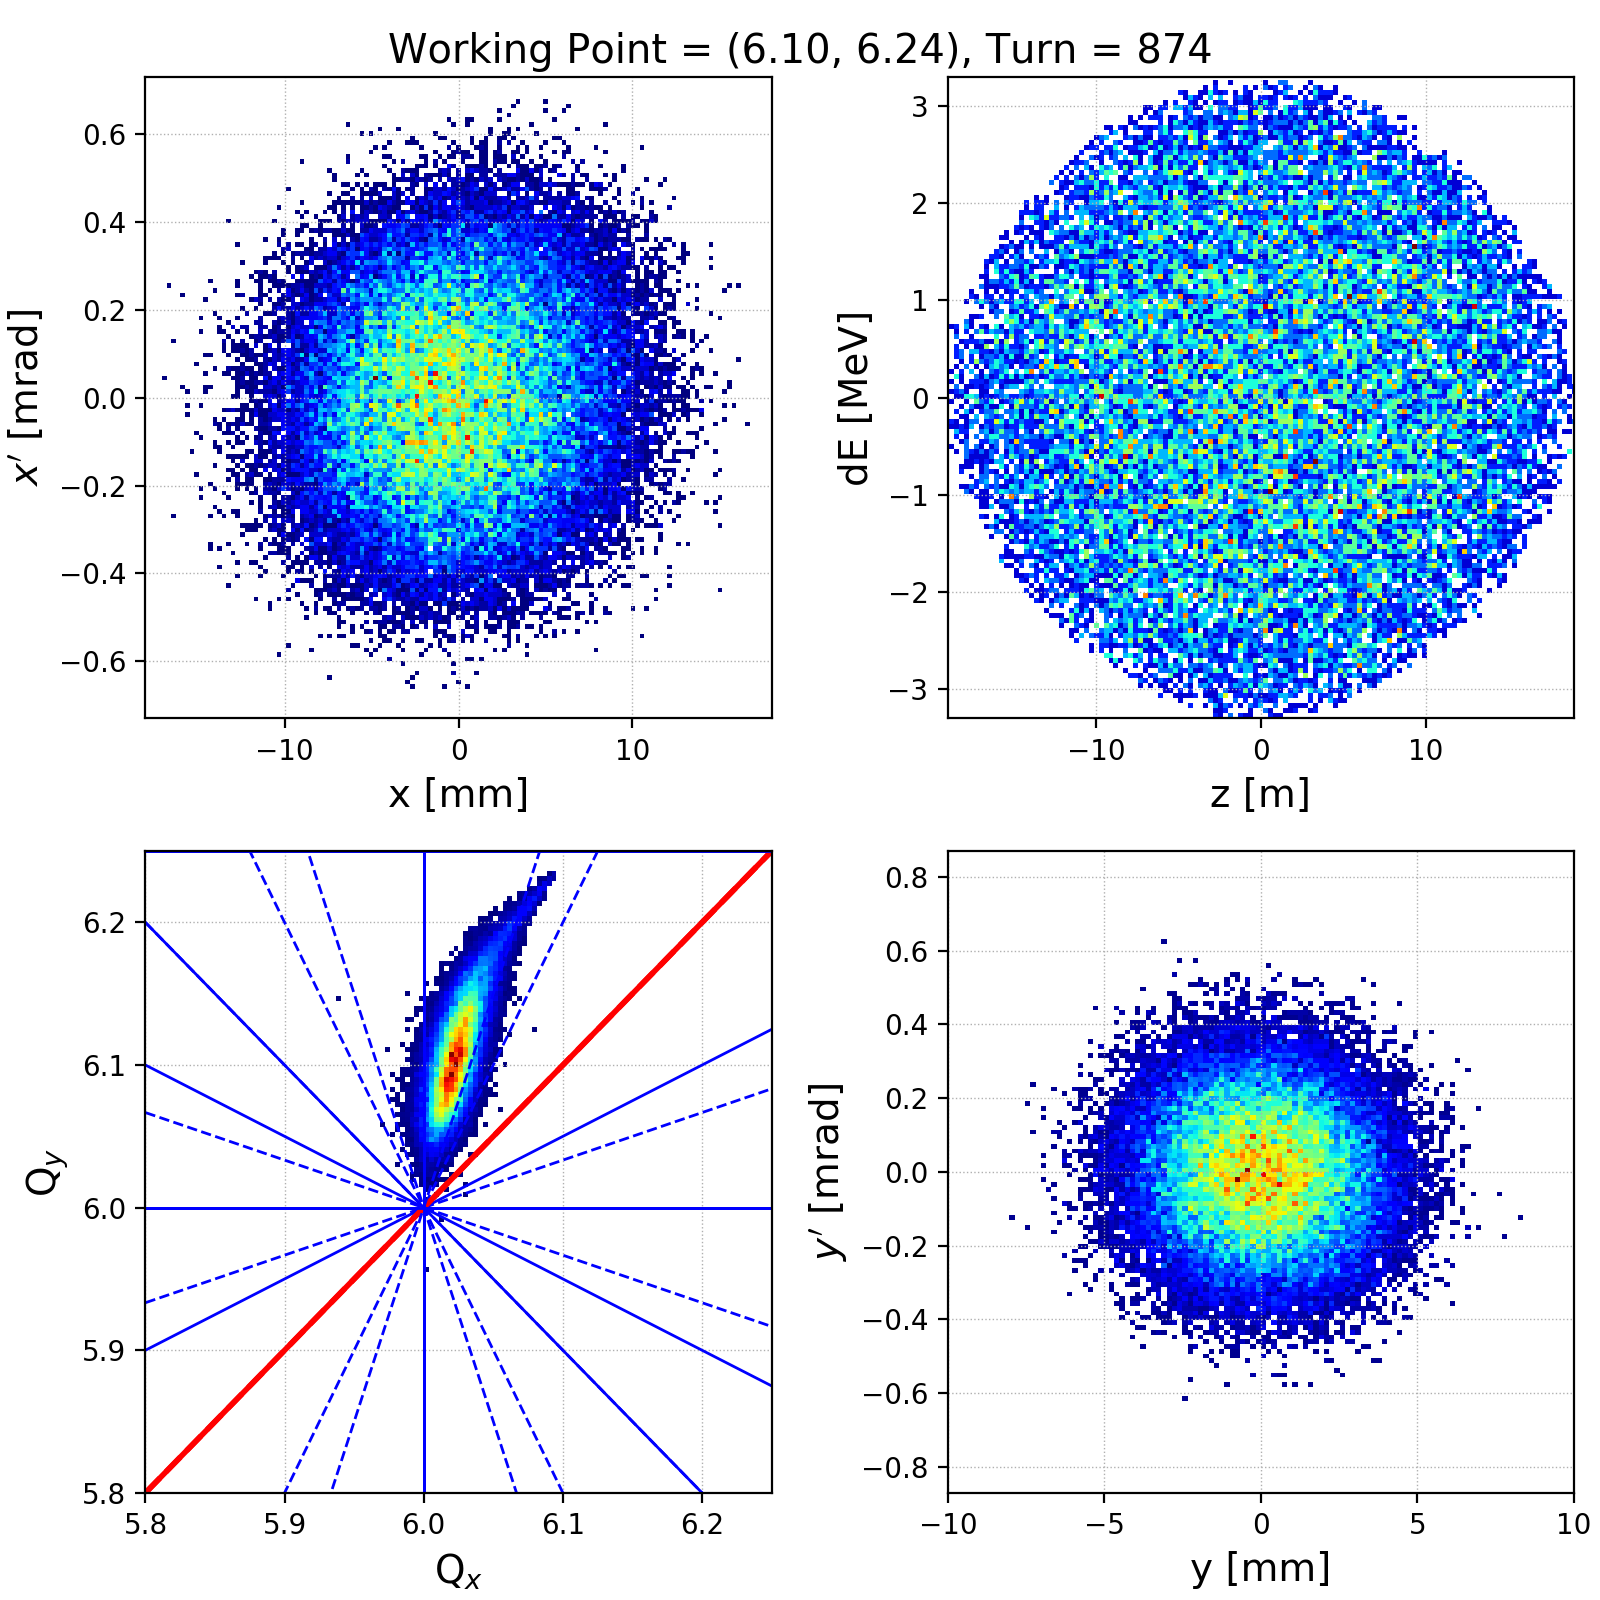 Working Point = (6.10, 6.24), Turn = 874
0.6
0.4
0.2
0.0
−0.2
−0.4
−0.6
x′ [mrad]
−10 0 10
x [mm]
3
2
1
0
−1
−2
−3
dE [MeV]
−10 0 10
z [m]
6.2
6.1
6.0
5.9
5.8
Qy
5.8 5.9 6.0 6.1 6.2
Qx
0.8
0.6
0.4
0.2
0.0
−0.2
−0.4
−0.6
−0.8
y′ [mrad]
−10 −5 0 5 10
y [mm]